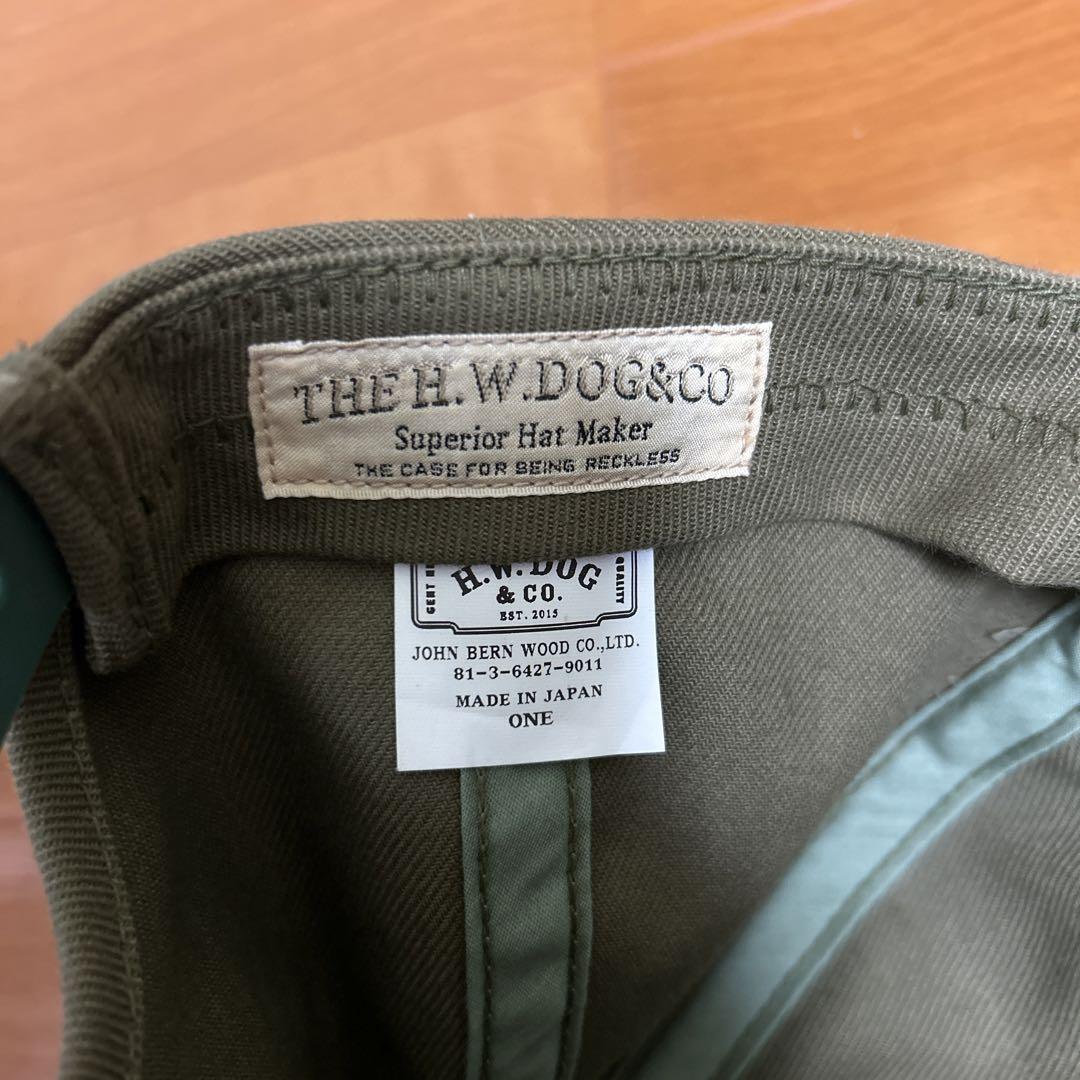 THE H.W.DOG&CO
Superior Hat Maker
THE CASE FOR BEING RECKLESS
H.W.DOG
& CO.
EST. 2015
QUALITY
JOHN BERN WOOD CO.,LTD.
81-3-6427-9011
MADE IN JAPAN
ONE